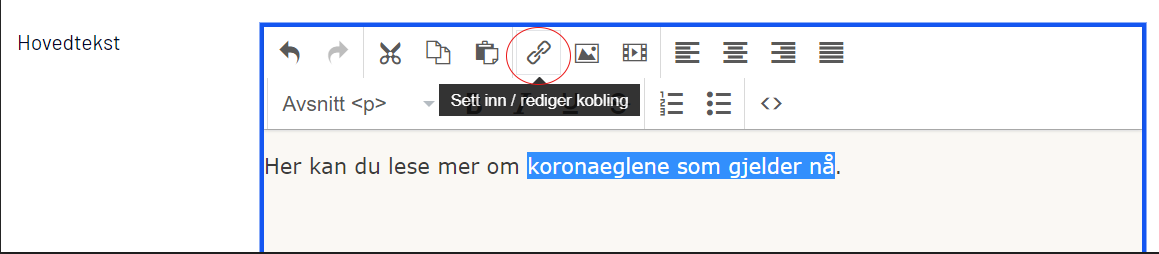 Hovedtekst
Avsnitt <p>
Sett inn / rediger kobling
<>
Her kan du lese mer om koronaeglene som gjelder nå.